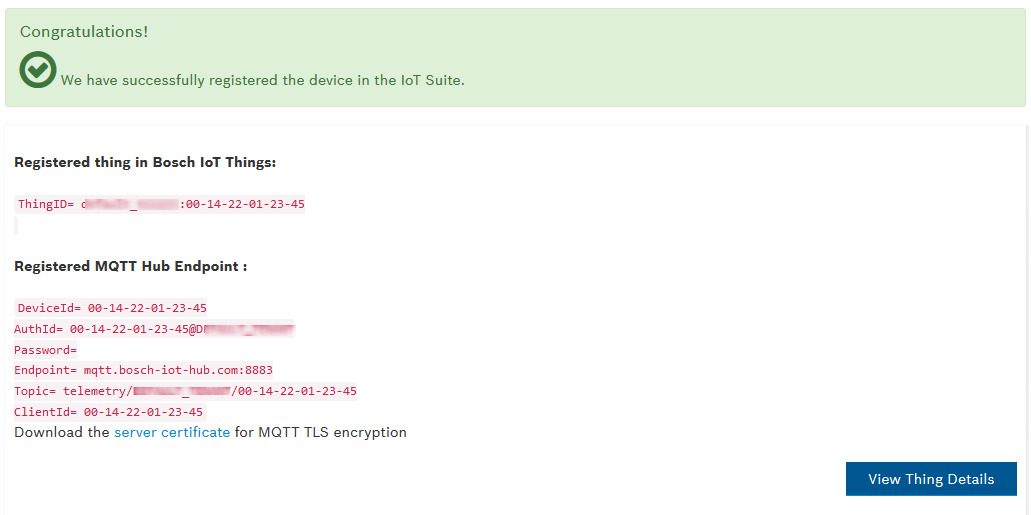 Congratulations!
We have successfully registered the device in the IoT Suite.
Registered thing in Bosch IoT Things:
ThingID= :00-14-22-01-23-45
Registered MQTT Hub Endpoint :
DeviceId= 00-14-22-01-23-45
AuthId= 00-14-22-01-23-45@
Password=
Endpoint= mqtt.bosch-iot-hub.com:8883
Topic= telemetry/ /00-14-22-01-23-45
ClientId= 00-14-22-01-23-45
Download the server certificate for MQTT TLS encryption
View Thing Details